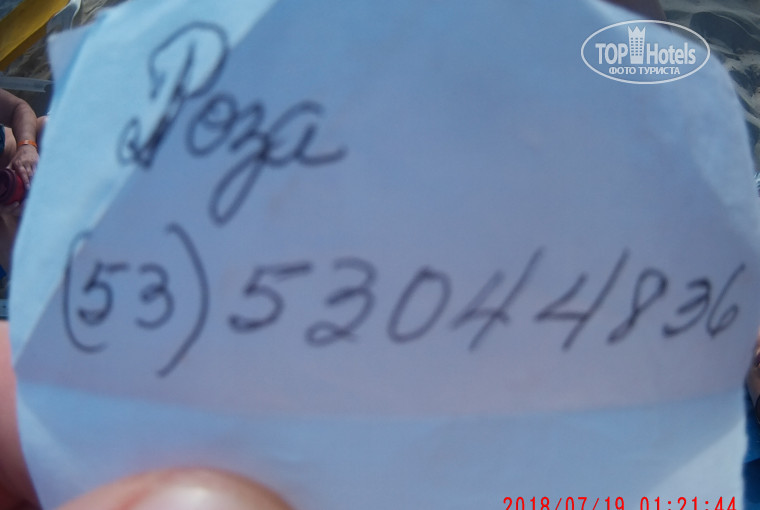 TOP Hotels
ФОТО ТУРИСТА
Роза
(53) 53044836
2018/07/19 01:21:44